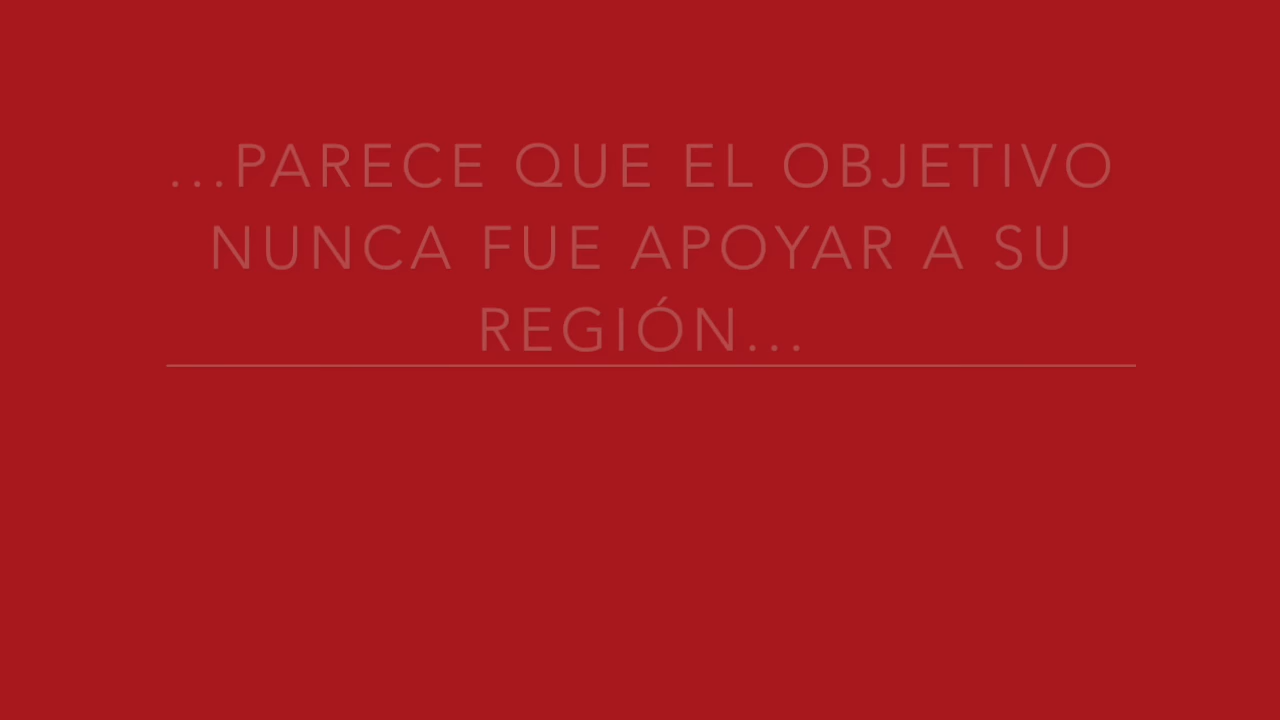 ...PARECE QUE EL OBJETIVO
NUNCA FUE APOYAR A SU
REGIÓN...